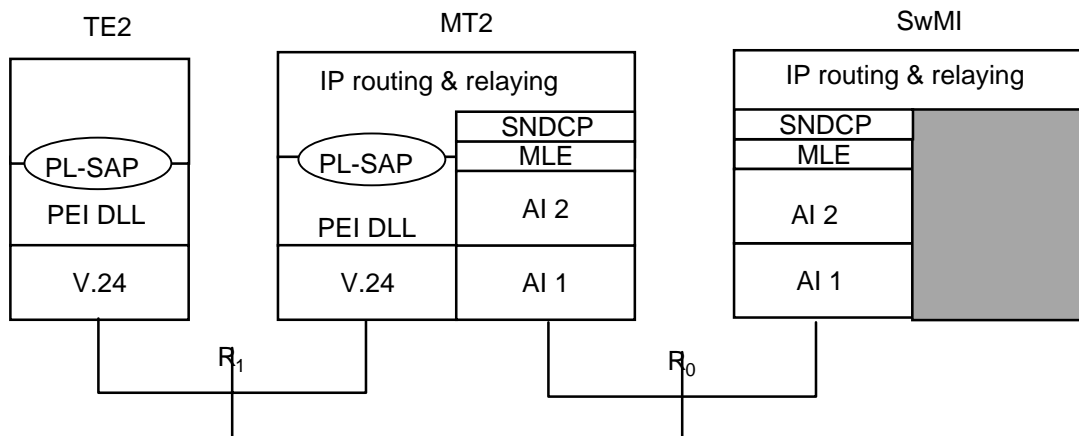 TE2
MT2
SwMI
IP routing & relaying
IP routing & relaying
SNDCP
SNDCP
PL-SAP
PL-SAP
MLE
MLE
PEI DLL
PEI DLL
AI 2
AI 2
V.24
V.24
AI 1
AI 1
R1
R0